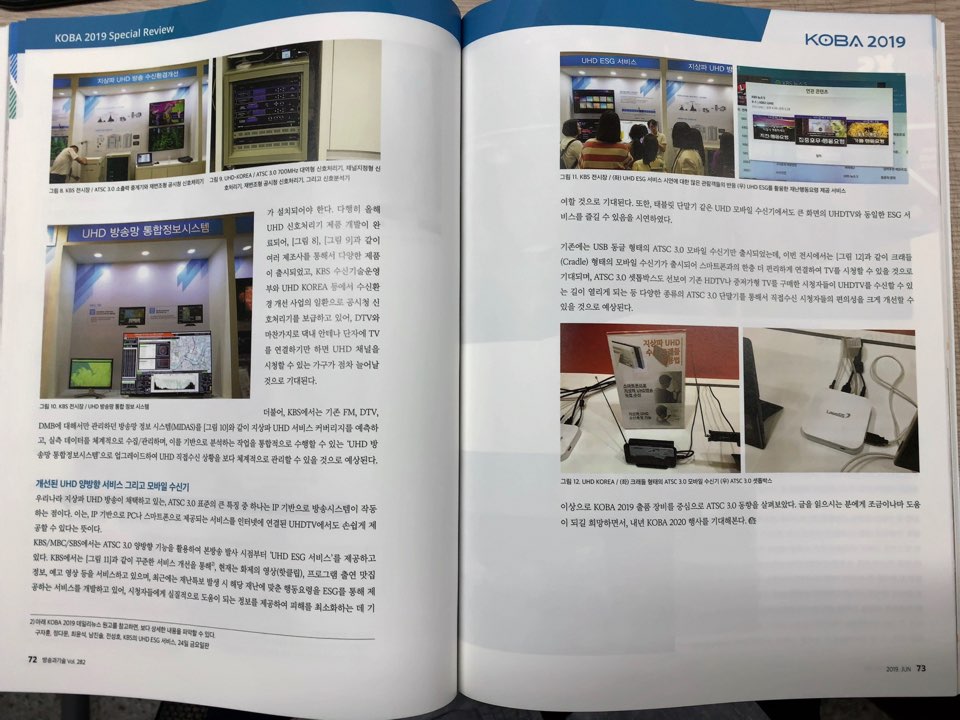 KOBA 2019 Special Review
지상파 UHD 방송 수신환경개선
그림 8. KBS 전시장 / ATSC 3.0 소출력 중계기와 재변조형 공시청 신호처리기
그림 9. UHD-KOREA / ATSC 3.0 700MHz 대역형 신호처리기, 채널지정형 신
호처리기, 재변조형 공시청 신호처리기, 그리고 신호분석기
UHD 방송망 통합정보시스템
그림 10. KBS 전시장 / UHD 방송망 통합 정보 시스템
가 설치되어야 한다. 다행히 올해
UHD 신호처리기 제품 개발이 완
료되어, [그림 8], [그림 9]과 같이
여러 제조사를 통해서 다양한 제품
이 출시되었고, KBS 수신기술운영
부와 UHD KOREA 등에서 수신환
경 개선 사업의 일환으로 공시청 신
호처리기를 보급하고 있어, DTV와
마찬가지로 댁내 안테나 단자에 TV
를 연결하기만 하면 UHD 채널을
시청할 수 있는 가구가 점차 늘어날
것으로 기대된다.
더불어, KBS에서는 기존 FM, DTV,
DMB에 대해서만 관리하던 방송망 정보 시스템(MIDAS)를 [그림 10]와 같이 지상파 UHD 서비스 커버리지를 예측하
고, 실측 데이터를 체계적으로 수집/관리하며, 이를 기반으로 분석하는 작업을 통합적으로 수행할 수 있는 'UHD 방
송망 통합정보시스템'으로 업그레이드하여 UHD 직접수신 상황을 보다 체계적으로 관리할 수 있을 것으로 예상된다.
개선된 UHD 양방향 서비스 그리고 모바일 수신기
우리나라 지상파 UHD 방송이 채택하고 있는, ATSC 3.0 표준의 큰 특징 중 하나는 IP 기반으로 방송시스템이 작동
하는 점이다. 이는, IP 기반으로 PC나 스마트폰으로 제공되는 서비스를 인터넷에 연결된 UHDTV에서도 손쉽게 제
공할 수 있다는 뜻이다.
KBS/MBC/SBS에서는 ATSC 3.0 양방향 기능을 활용하여 본방송 발사 시점부터 'UHD ESG 서비스'를 제공하고
있다. KBS에서는 [그림 11]과 같이 꾸준한 서비스 개선을 통해²⁾, 현재는 화제의 영상(핫클립), 프로그램 출연 맛집
정보, 예고 영상 등을 서비스하고 있으며, 최근에는 재난특보 발생 시 해당 재난에 맞춘 행동요령을 ESG를 통해 제
공하는 서비스를 개발하고 있어, 시청자들에게 실질적으로 도움이 되는 정보를 제공하여 피해를 최소화하는 데 기
2) 아래 KOBA 2019 데일리뉴스 원고를 참고하면, 보다 상세한 내용을 파악할 수 있다.
구자훈, 정다운, 최윤석, 남진술, 전성호, KBS의 UHD ESG 서비스, 24일 금요일판
72 방송과기술 Vol. 282
KOBA 2019
UHD ESG 서비스
지상파 UHD 방
연관 콘텐츠
그림 11. KBS 전시장 / (좌) UHD ESG 서비스 시연에 대한 많은 관람객들의 반응 (우) UHD ESG를 활용한 재난행동요령 제공 서비스
여할 것으로 기대된다. 또한, 태블릿 단말기 같은 UHD 모바일 수신기에서도 큰 화면의 UHDTV와 동일한 ESG 서
비스를 즐길 수 있음을 시연하였다.
기존에는 USB 동글 형태의 ATSC 3.0 모바일 수신기만 출시되었는데, 이번 전시에서는 [그림 12]과 같이 크래들
(Cradle) 형태의 모바일 수신기가 출시되어 스마트폰과의 한층 더 편리하게 연결하여 TV를 시청할 수 있을 것으로
기대되며, ATSC 3.0 셋톱박스도 선보여 기존 HDTV나 중저가형 TV를 구매한 시청자들이 UHDTV를 수신할 수 있
는 길이 열리게 되는 등 다양한 종류의 ATSC 3.0 단말기를 통해서 직접수신 시청자들의 편의성을 크게 개선할 수
있을 것으로 예상된다.
지상파 UHD
그림 12. UHD KOREA / (좌) 크래들 형태의 ATSC 3.0 모바일 수신기 (우) ATSC 3.0 셋톱박스
이상으로 KOBA 2019 출품 장비를 중심으로 ATSC 3.0 동향을 살펴보았다. 글을 읽으시는 분에게 조금이나마 도움
이 되길 희망하면서, 내년 KOBA 2020 행사를 기대해본다.
2019. JUN 73